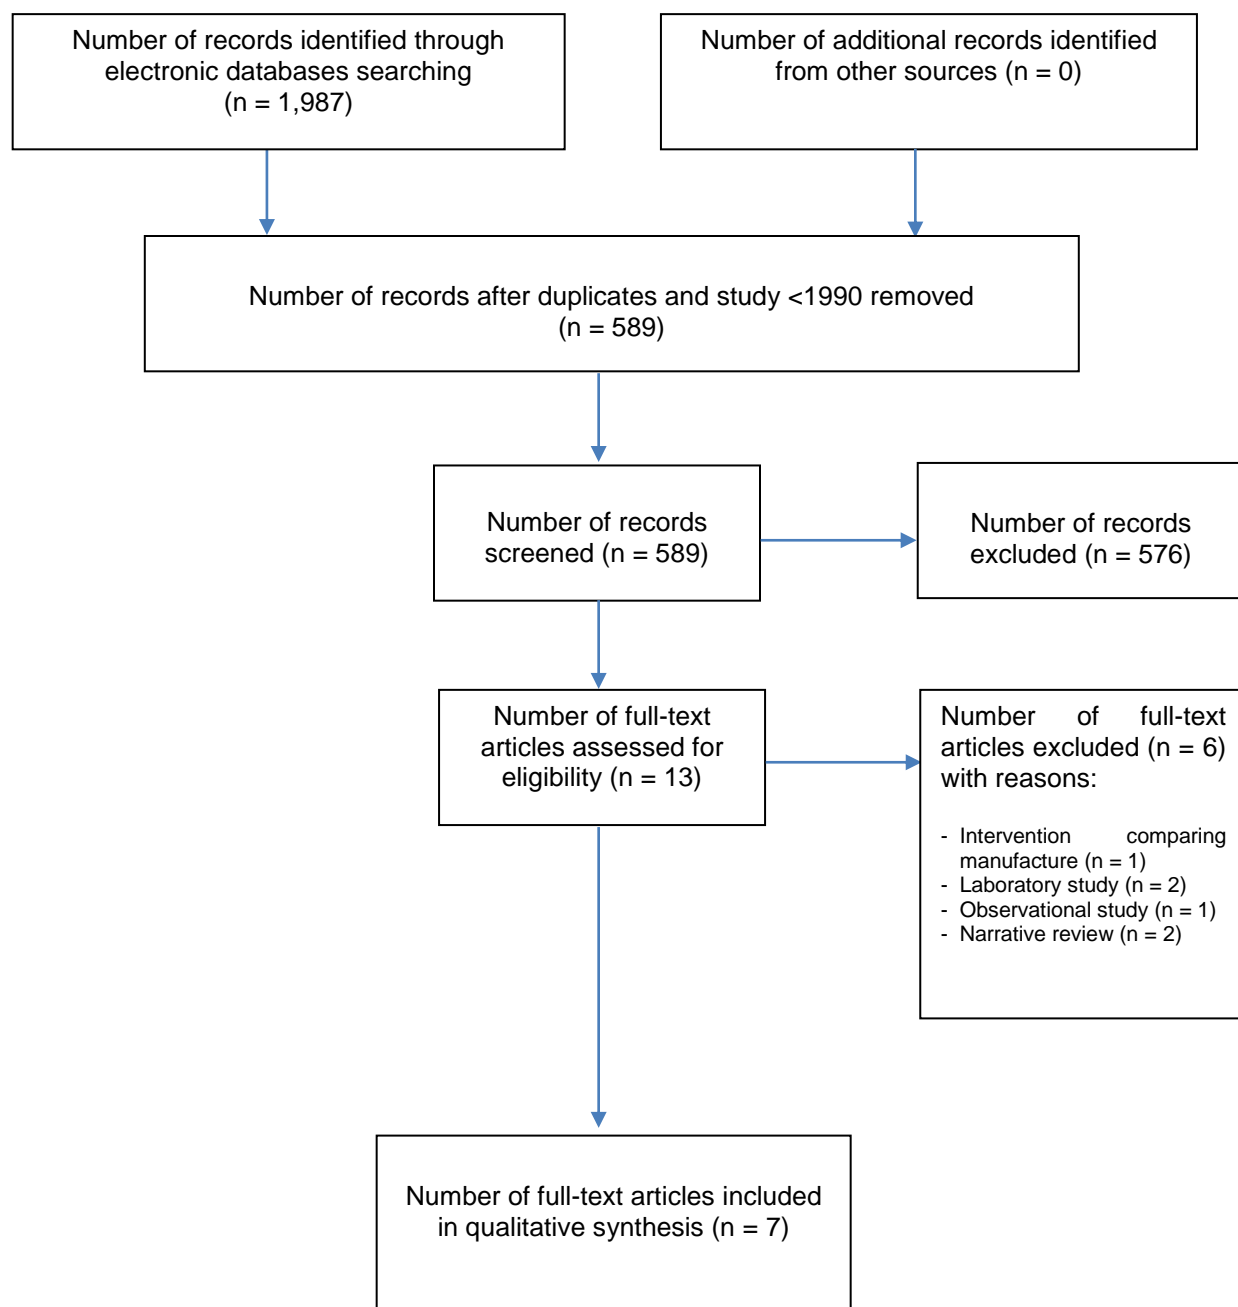 Number of records identified through
electronic databases searching
(n = 1,987)
Number of additional records identified
from other sources (n = 0)
Number of records after duplicates and study <1990 removed
(n = 589)
Number of records
screened (n = 589)
Number of records
excluded (n = 576)
Number of full-text
articles assessed for
eligibility (n = 13)
Number of full-text
articles excluded (n = 6)
with reasons:
- Intervention comparing
manufacture (n = 1)
- Laboratory study (n = 2)
- Observational study (n = 1)
- Narrative review (n = 2)
Number of full-text articles included
in qualitative synthesis (n = 7)